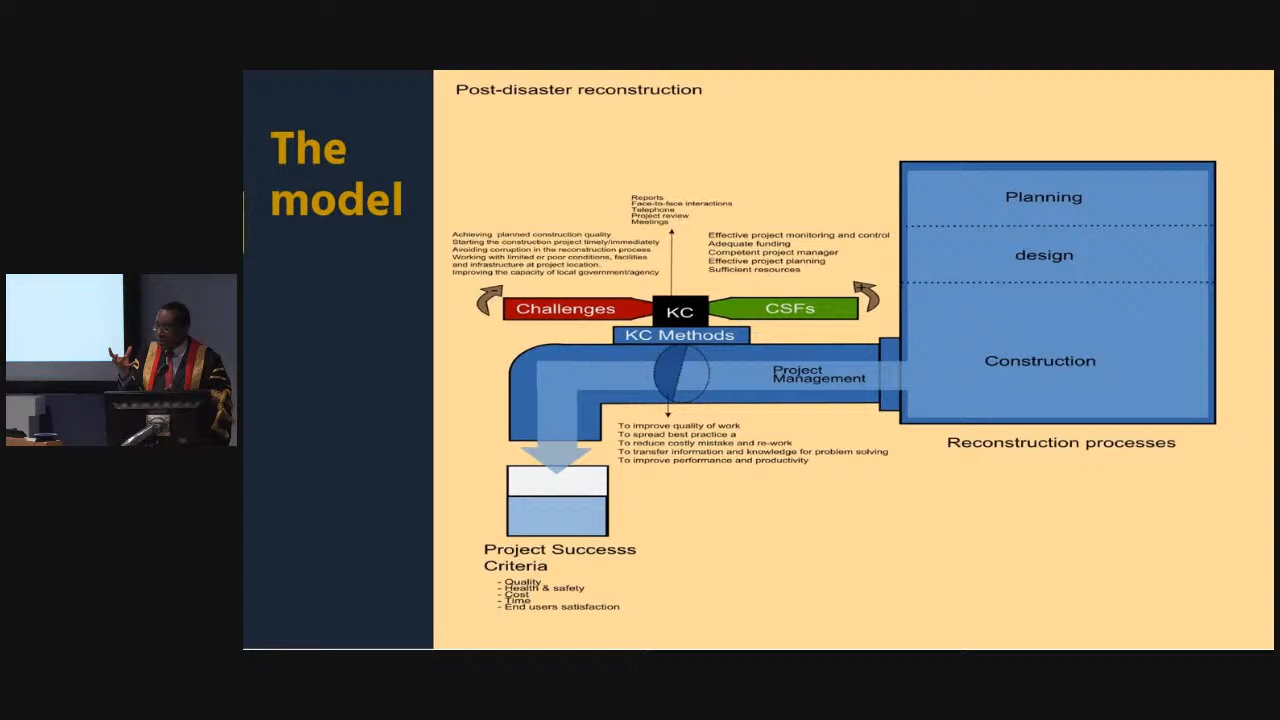 The
model
Post-disaster reconstruction
Reports
Face-to-face interactions
Telephone
Project review
Meetings
Achieving planned construction quality
Starting the construction project timely/immediately
Avoiding corruption in the reconstruction process
Working with limited or poor conditions, facilities
and infrastructure at project location.
Improving the capacity of local government/agency
Effective project monitoring and control
Adequate funding
Competent project manager
Effective project planning
Sufficient resources
−
+
Challenges
KC
CSFs
KC Methods
Project
Management
Planning
design
Construction
Reconstruction processes
To improve quality of work
To spread best practice a
To reduce costly mistake and re-work
To transfer information and knowledge for problem solving
To improve performance and productivity
Project Successs
Criteria
- Quality
- Health & safety
- Cost
- Time
- End users satisfaction